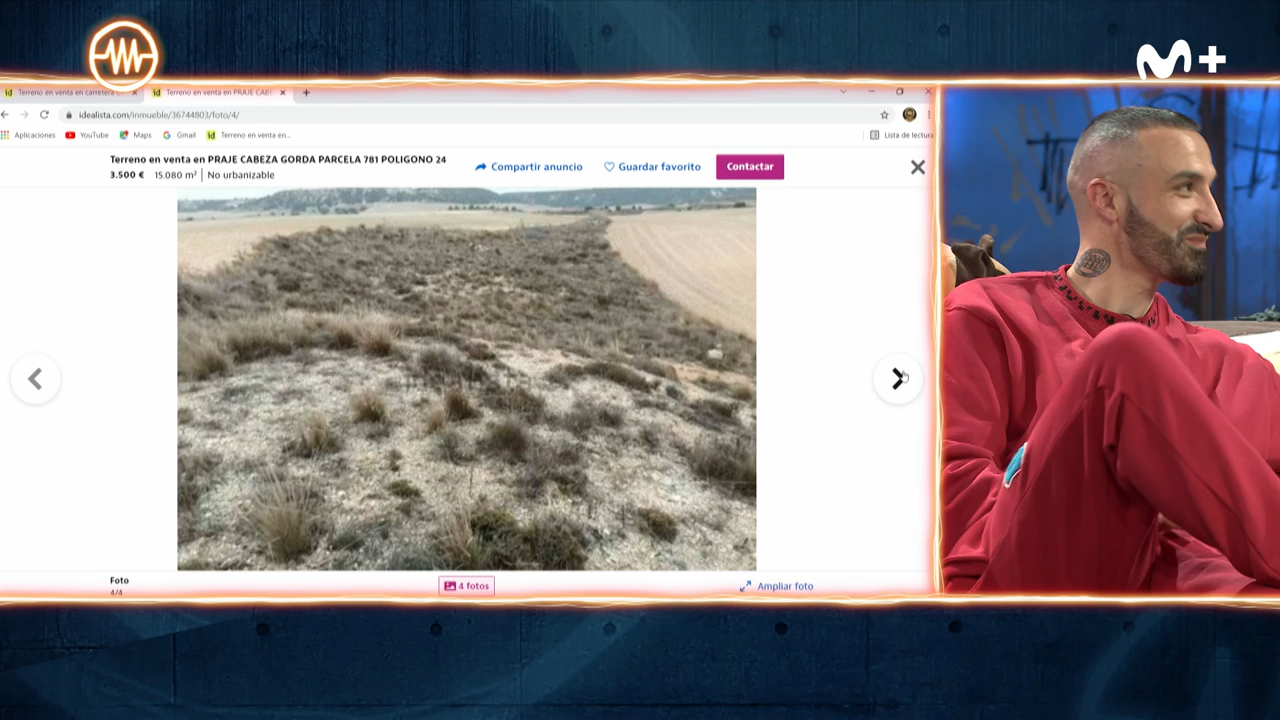 M+
Terreno en venta en carretera
Terreno en venta en PRAJE CAB
idealista.com/inmueble/36744803/foto/4/
Aplicaciones
YouTube
Maps
Gmail
Terreno en venta en...
Lista de lectura
Terreno en venta en PRAJE CABEZA GORDA PARCELA 781 POLIGONO 24
3.500 € 15.080 m² No urbanizable
Compartir anuncio
Guardar favorito
Contactar
idealista
Foto
4/4
4 fotos
Ampliar foto